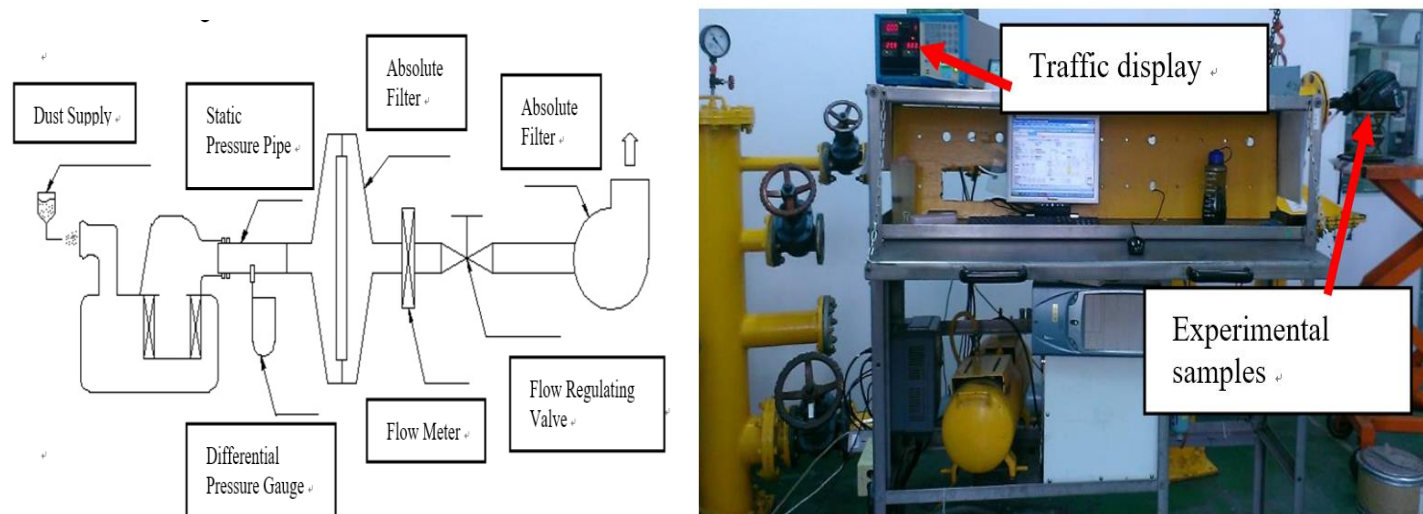 Dust Supply
Static
Pressure Pipe
Absolute
Filter
Absolute
Filter
Differential
Pressure Gauge
Flow Meter
Flow Regulating
Valve
Traffic display
Experimental
samples